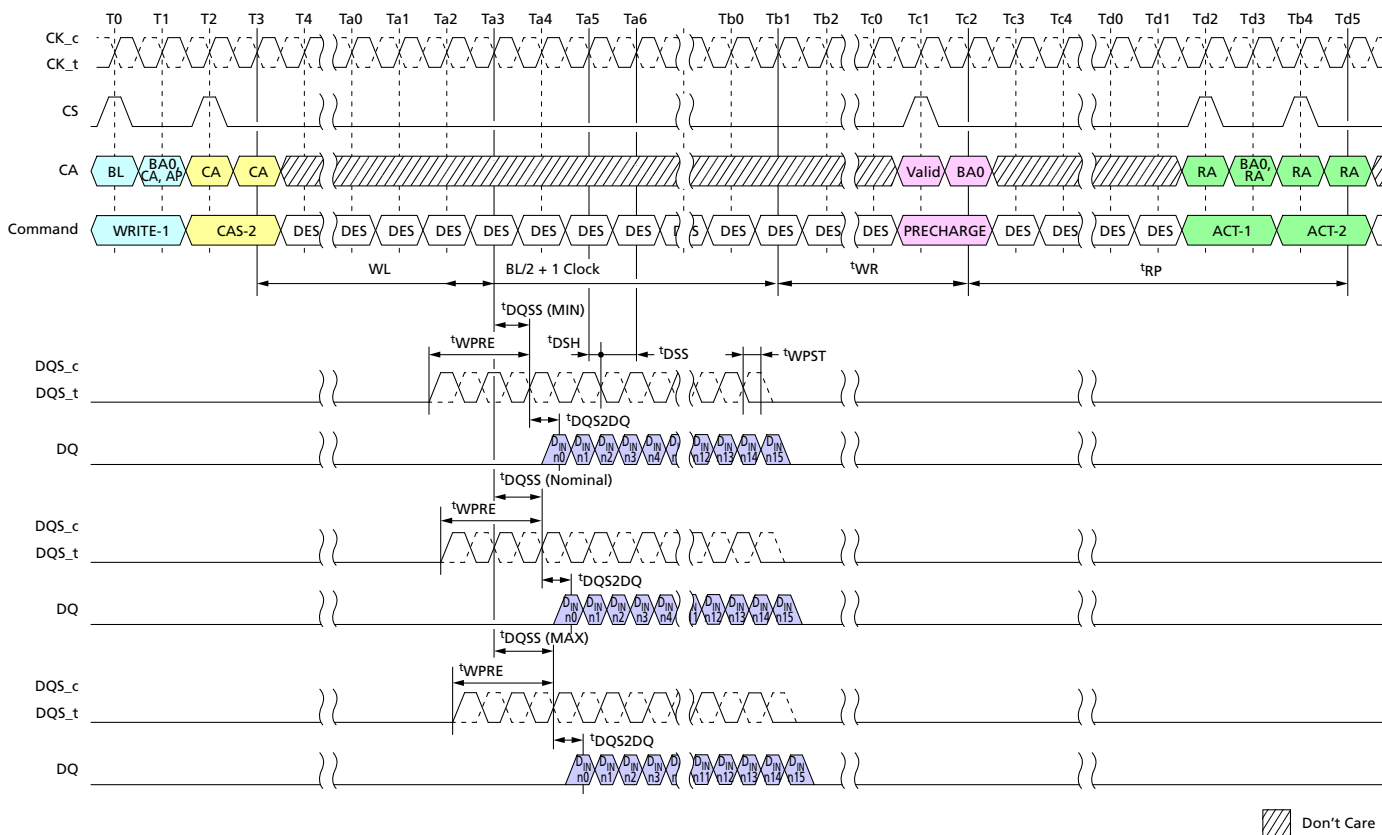 T0 T1 T2 T3 T4 Ta0 Ta1 Ta2 Ta3 Ta4 Ta5 Ta6 Tb0 Tb1 Tb2 Tc0 Tc1 Tc2 Tc3 Tc4 Td0 Td1 Td2 Td3 Tb4 Td5
CK_c
CK_t
CS
CA BL BA0, CA, AP CA CA Valid BA0 RA BA0, RA RA RA
Command WRITE-1 CAS-2 DES DES DES DES DES DES DES DES DES DES DES DES PRECHARGE DES DES DES DES ACT-1 ACT-2
WL BL/2 + 1 Clock tWR tRP
tDQSS (MIN)
tWPRE tDSH tDSS tWPST
DQS_c
DQS_t
tDQS2DQ
DQ DIN n0 DIN n1 DIN n2 DIN n3 DIN n4 DIN n12 DIN n13 DIN n14 DIN n15
tDQSS (Nominal)
tWPRE
DQS_c
DQS_t
tDQS2DQ
DQ DIN n0 DIN n1 DIN n2 DIN n3 DIN n4 DIN n12 DIN n13 DIN n14 DIN n15
tDQSS (MAX)
tWPRE
DQS_c
DQS_t
tDQS2DQ
DQ DIN n0 DIN n1 DIN n2 DIN n3 DIN n11 DIN n12 DIN n13 DIN n14 DIN n15
Don't Care